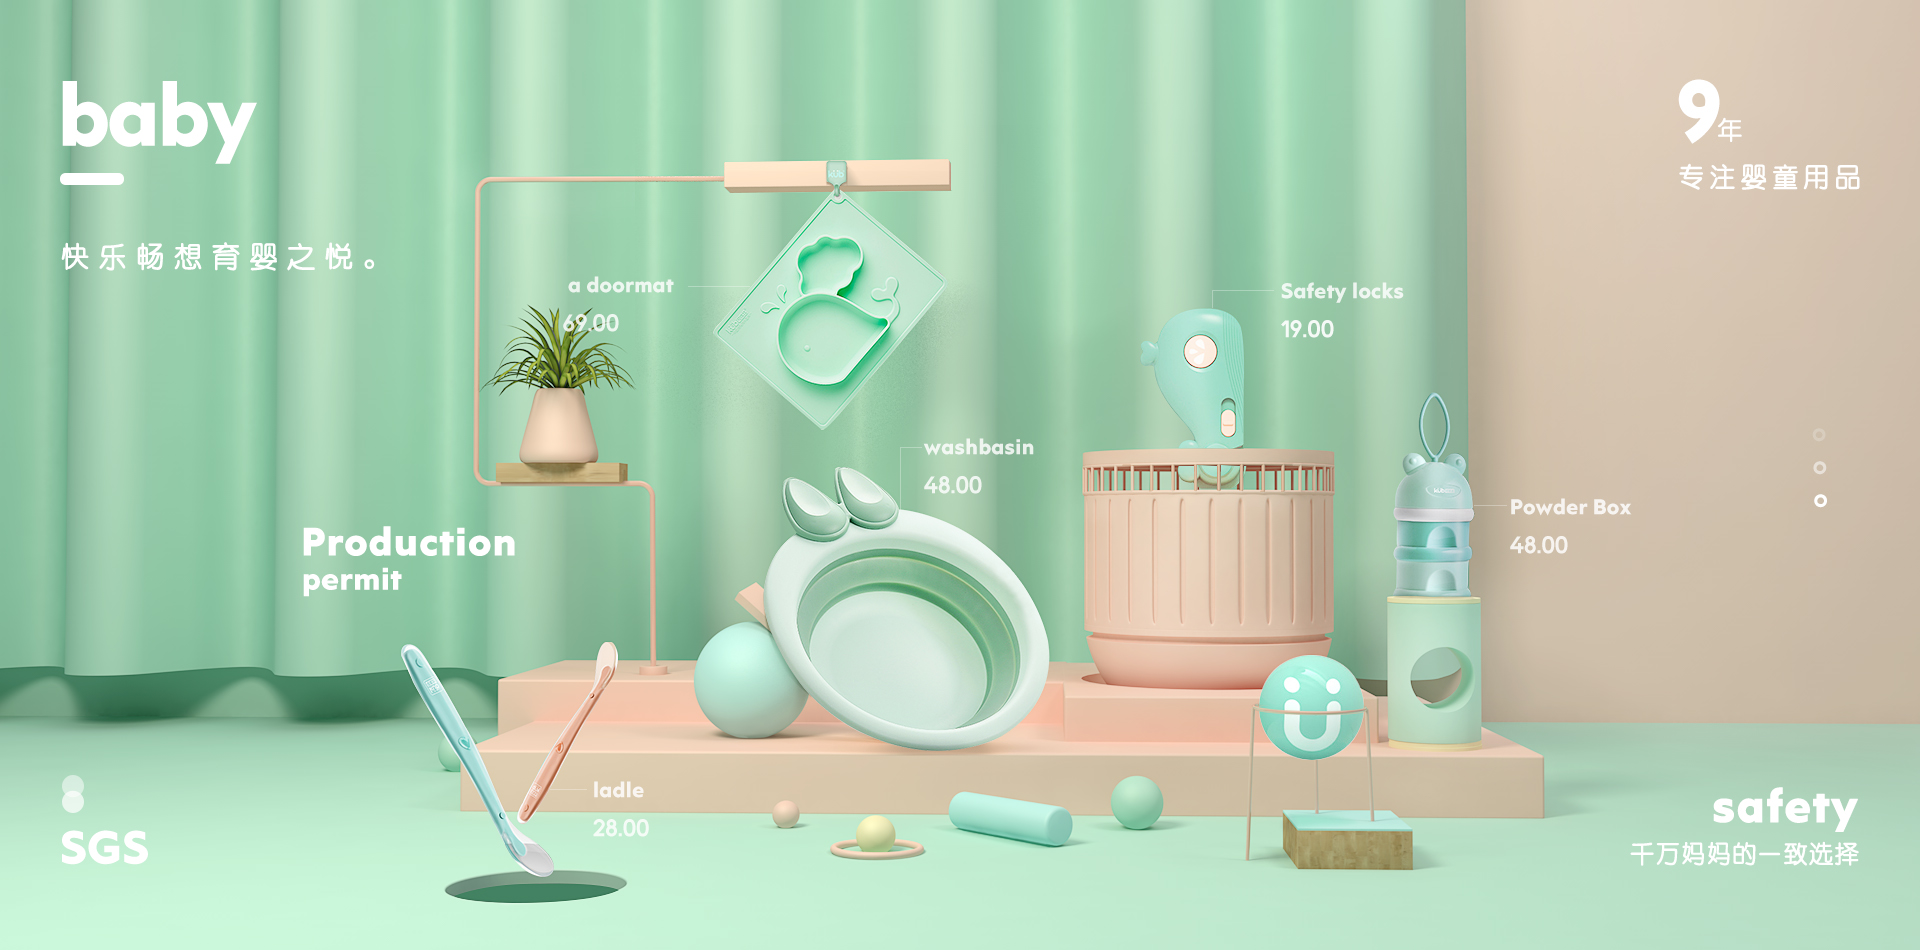 baby
快乐畅想育婴之悦。
9年
专注婴童用品
a doormat
69.00
Safety locks
19.00
washbasin
48.00
Powder Box
48.00
Production
permit
ladle
28.00
SGS
safety
千万妈妈的一致选择